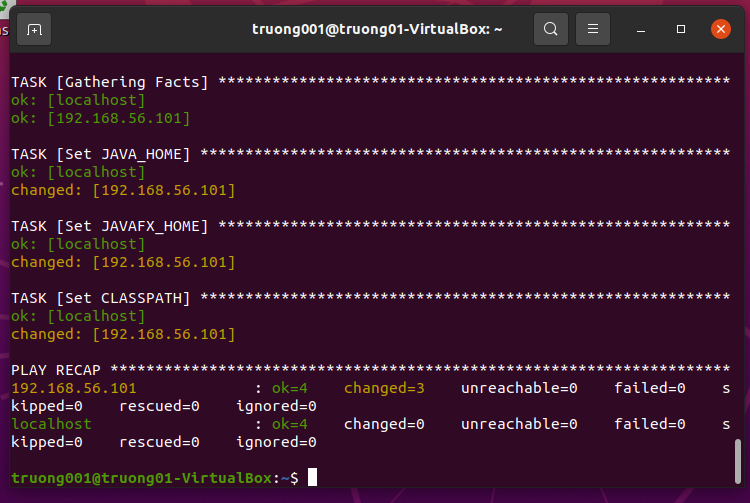 truong001@truong01-VirtualBox: ~
TASK [Gathering Facts] *********************************************************
ok: [localhost]
ok: [192.168.56.101]
TASK [Set JAVA_HOME] ***********************************************************
ok: [localhost]
changed: [192.168.56.101]
TASK [Set JAVAFX_HOME] *********************************************************
ok: [localhost]
changed: [192.168.56.101]
TASK [Set CLASSPATH] ***********************************************************
ok: [localhost]
changed: [192.168.56.101]
PLAY RECAP *********************************************************************
192.168.56.101             : ok=4    changed=3    unreachable=0    failed=0    s
kipped=0    rescued=0    ignored=0
localhost                  : ok=4    changed=0    unreachable=0    failed=0    s
kipped=0    rescued=0    ignored=0
truong001@truong01-VirtualBox:~$